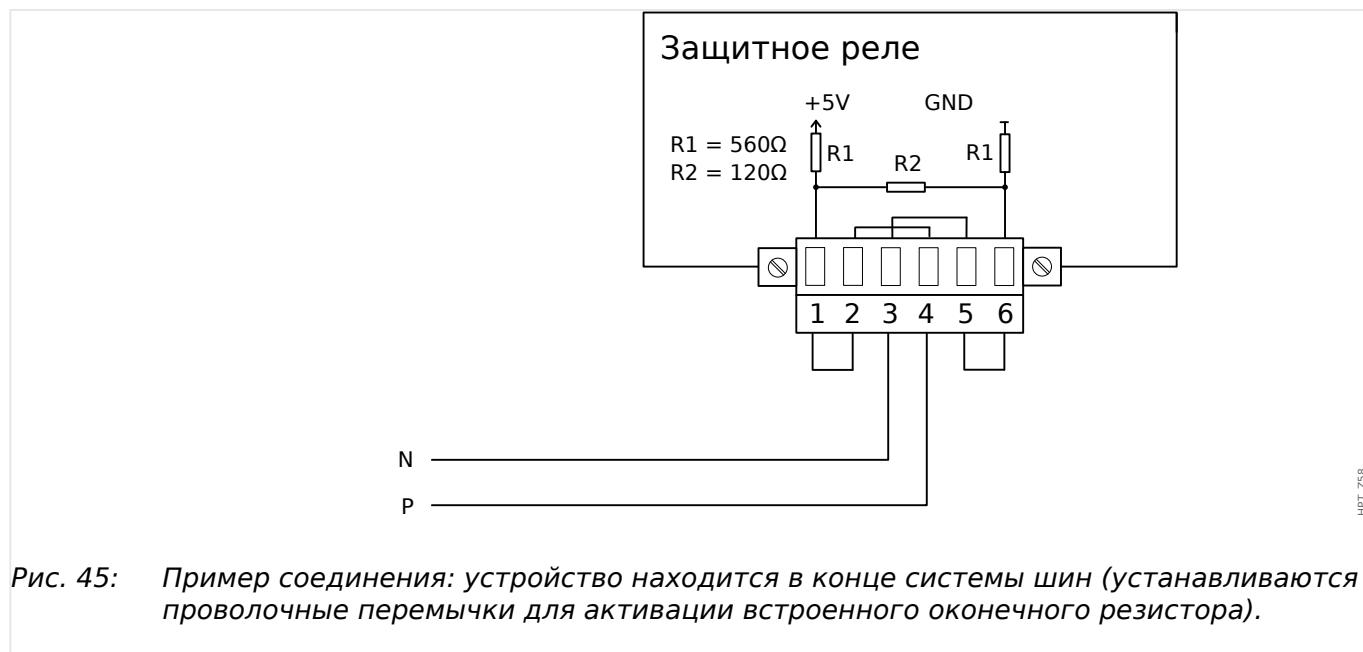 Защитное реле
+5V GND
R1 = 560Ω
R2 = 120Ω
R1 R2 R1
1 2 3 4 5 6
N
P
HPT_Z58
Рис. 45: Пример соединения: устройство находится в конце системы шин (устанавливаются
проволочные перемычки для активации встроенного оконечного резистора).